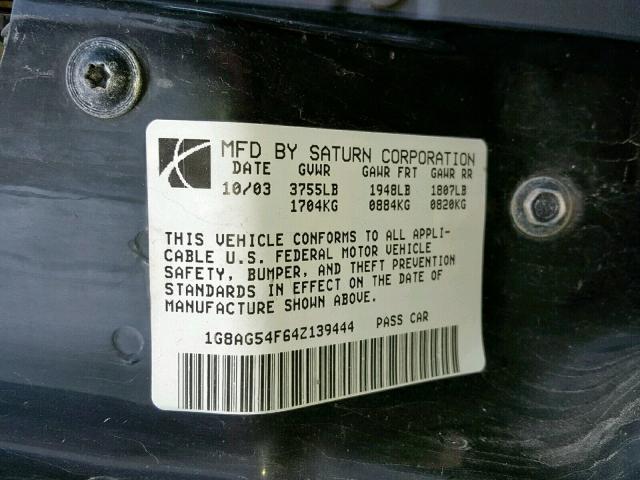 MFD BY SATURN CORPORATION
DATE GVWR GAWR FRT GAWR RR
10/03 3755LB 1948LB 1807LB
1704KG 0884KG 0820KG
THIS VEHICLE CONFORMS TO ALL APPLI-
CABLE U.S. FEDERAL MOTOR VEHICLE
SAFETY, BUMPER, AND THEFT PREVENTION
STANDARDS IN EFFECT ON THE DATE OF
MANUFACTURE SHOWN ABOVE.
1G8AG54F64Z139444 PASS CAR